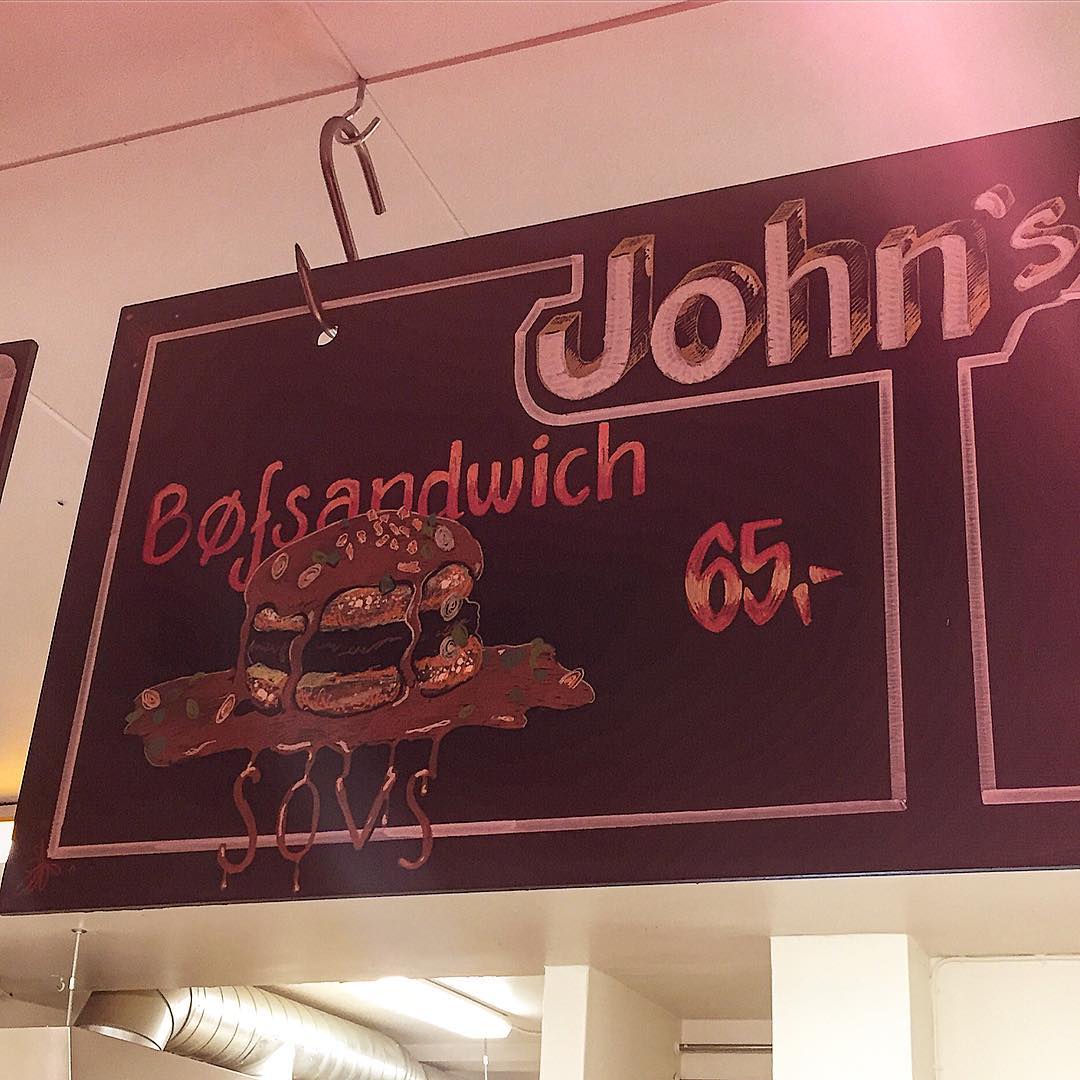 John's
Bøfsandwich
65,-
SOVS